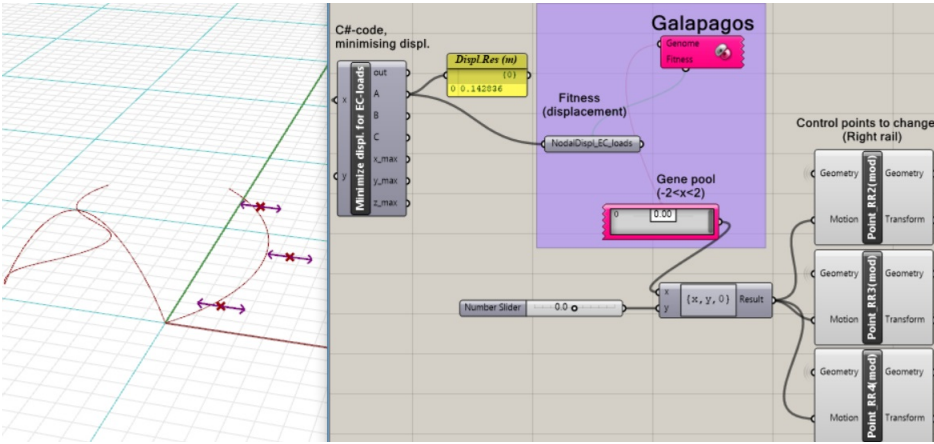 C#-code,
minimising displ.
Minimize displ. for EC-loads
x
y
out
A
B
C
x_max
y_max
z_max
Displ.Res (m)
{0}
0 0.142836
Galapagos
Genome
Fitness
Fitness
(displacement)
NodalDispl_EC_loads
Gene pool
(-2<x<2)
0
0.00
Number Slider
0.0
x
y
{x,y,0}
Result
Control points to change
(Right rail)
Geometry
Motion
Point_RR2(mod)
Geometry
Transform
Geometry
Motion
Point_RR3(mod)
Geometry
Transform
Geometry
Motion
Point_RR4(mod)
Geometry
Transform